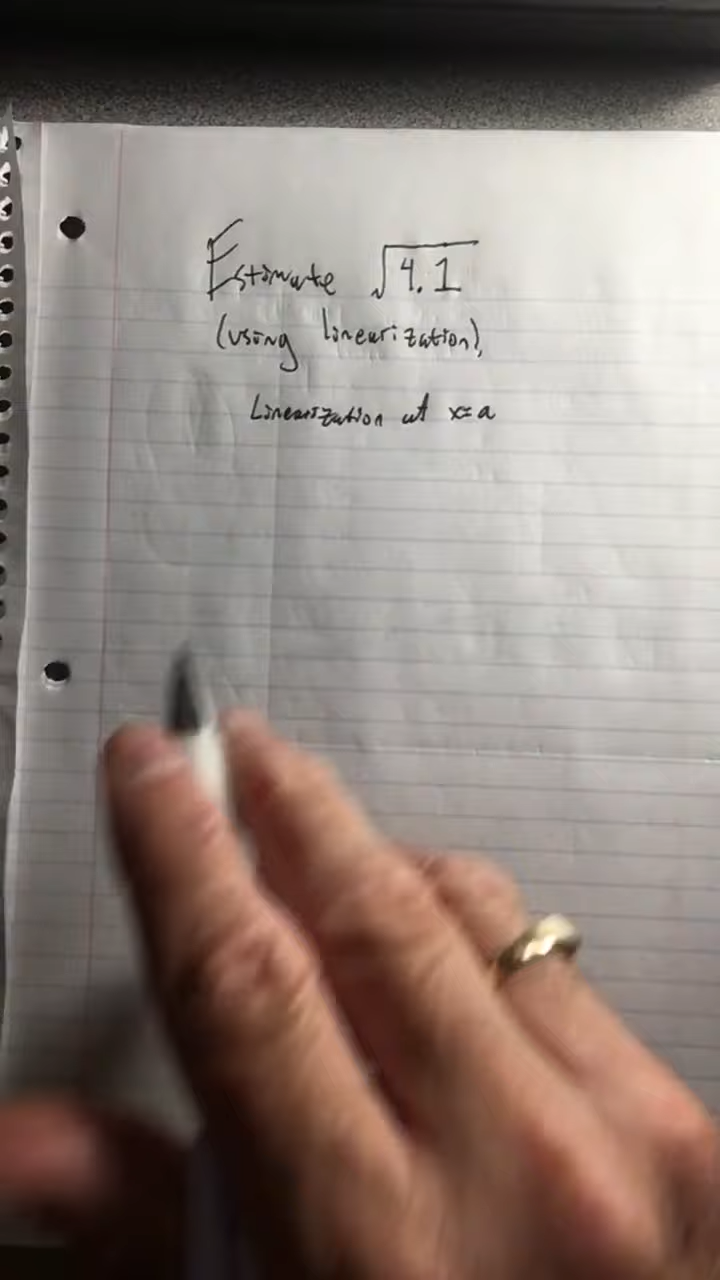 Estimate √4.1
(using linearization),
Linearization at x=a